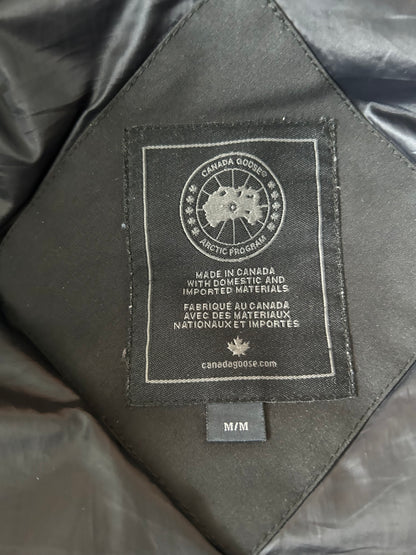 CANADA GOOSE®
ARCTIC PROGRAM
MADE IN CANADA
WITH DOMESTIC AND
IMPORTED MATERIALS
FABRIQUÉ AU CANADA
AVEC DES MATERIAUX
NATIONAUX ET IMPORTÉS
canadagoose.com
M/M